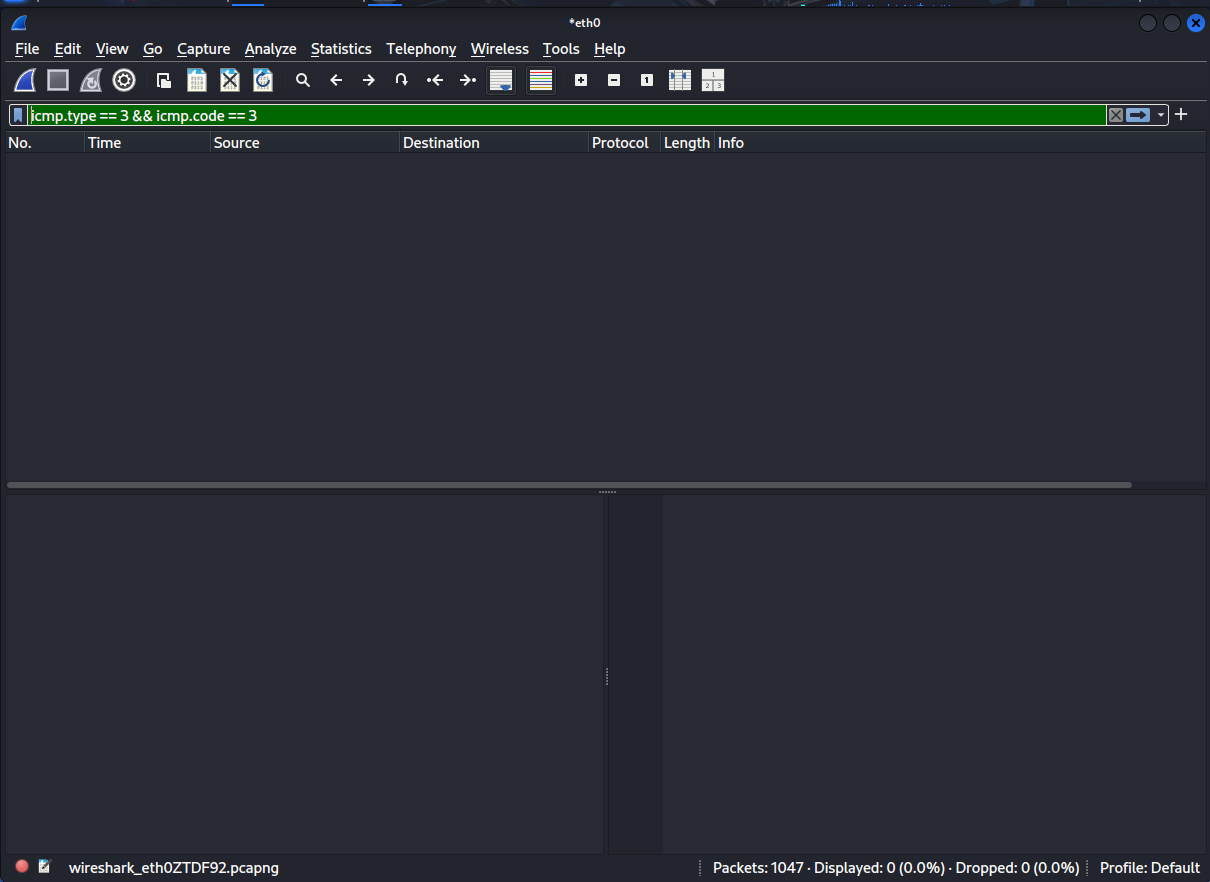 *eth0
File Edit View Go Capture Analyze Statistics Telephony Wireless Tools Help
icmp.type == 3 && icmp.code == 3
No. Time Source Destination Protocol Length Info
wireshark_eth0ZTDF92.pcapng Packets: 1047 · Displayed: 0 (0.0%) · Dropped: 0 (0.0%) Profile: Default